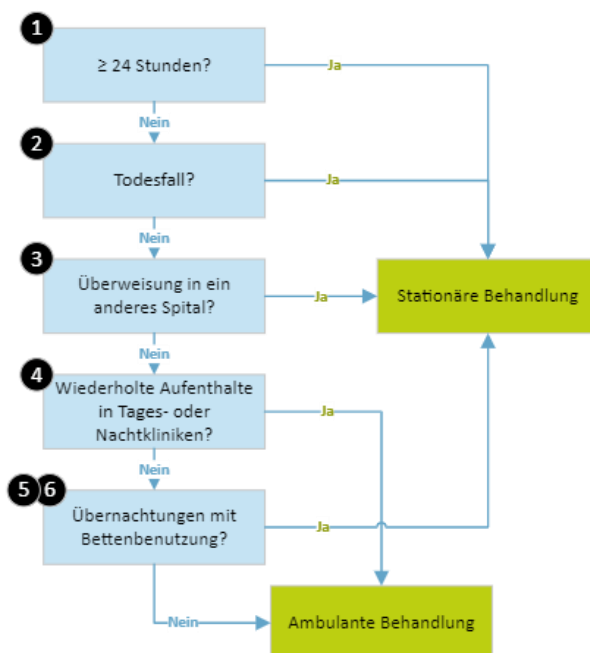 1
≥ 24 Stunden?
Ja
Nein
2
Todesfall?
Ja
Nein
3
Überweisung in ein
anderes Spital?
Ja
Stationäre Behandlung
Nein
4
Wiederholte Aufenthalte
in Tages- oder
Nachtkliniken?
Ja
Nein
5 6
Übernachtungen mit
Bettenbenutzung?
Ja
Nein
Ambulante Behandlung